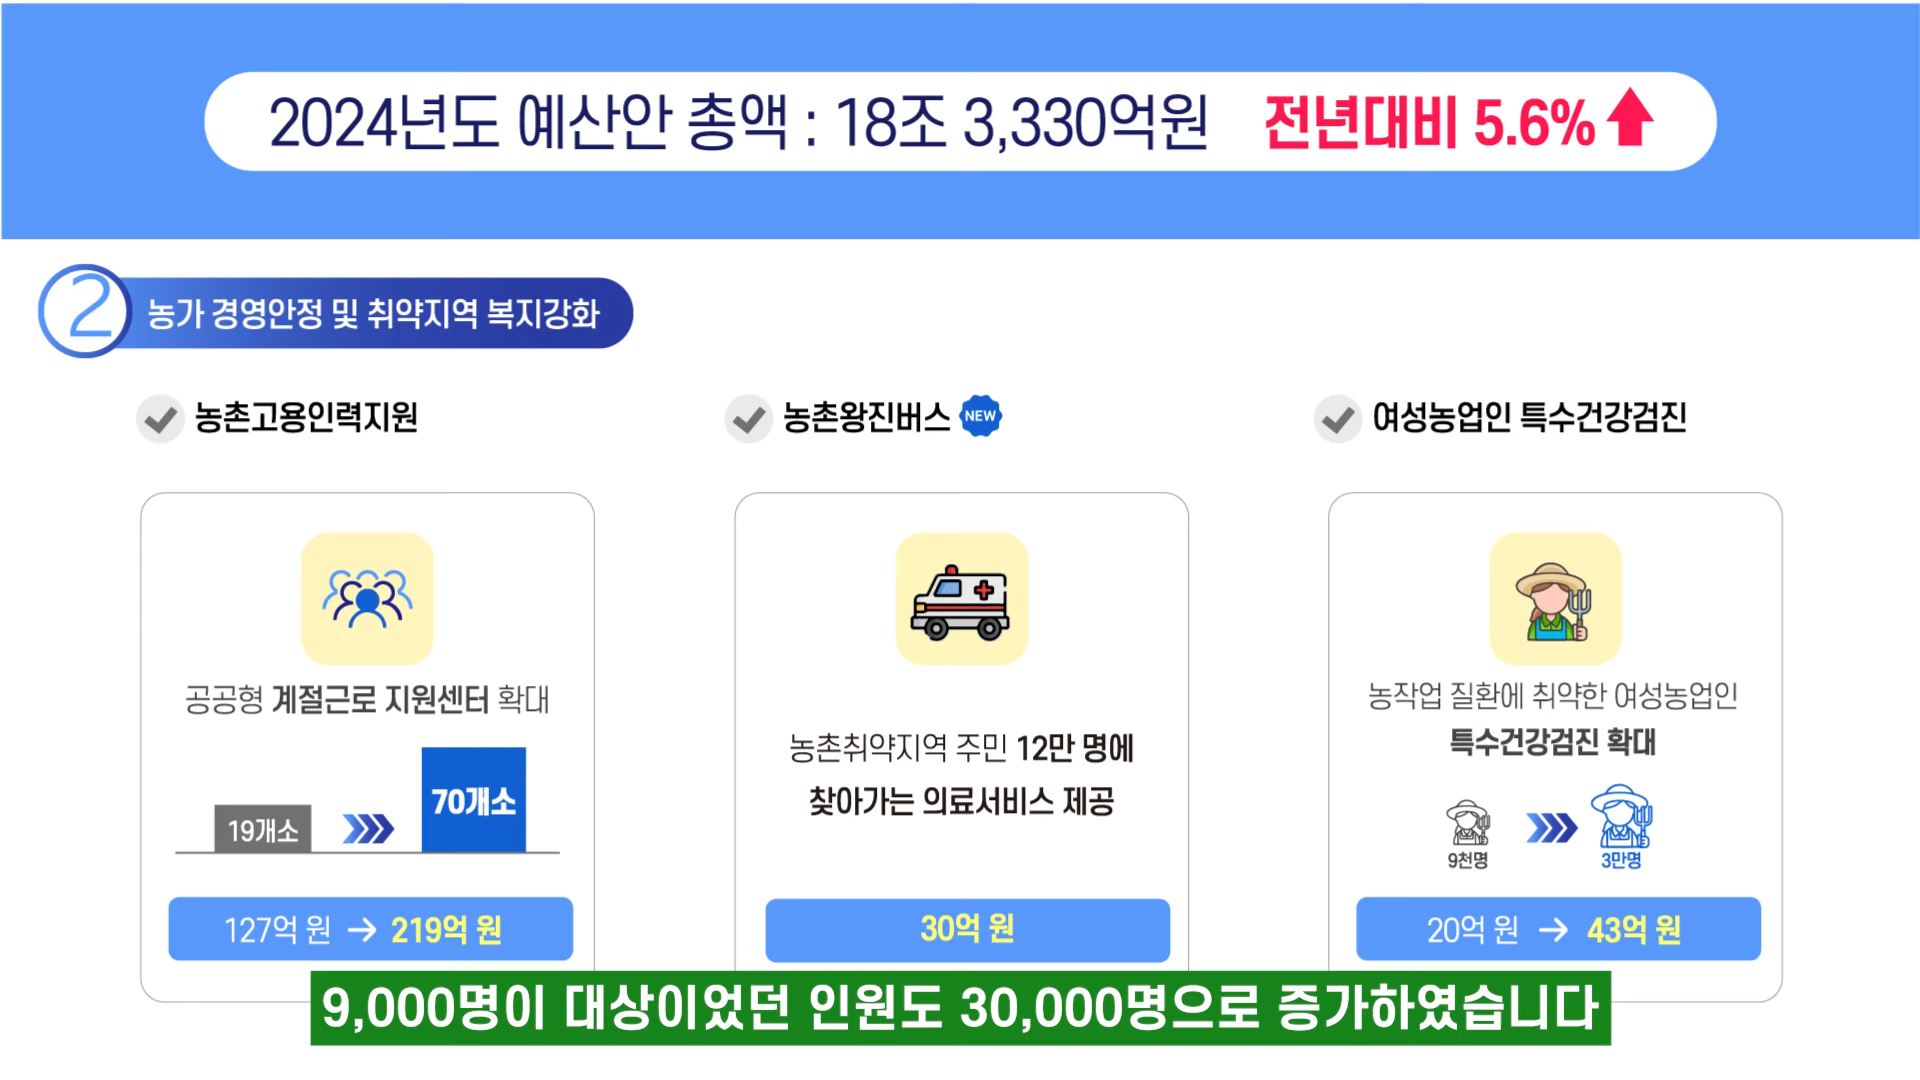 2024년도 예산안 총액 : 18조 3,330억원 전년대비 5.6%
2 농가 경영안정 및 취약지역 복지강화
농촌고용인력지원
공공형 계절근로 지원센터 확대
19개소
70개소
127억 원 → 219억 원
농촌왕진버스 NEW
농촌취약지역 주민 12만 명에
찾아가는 의료서비스 제공
30억 원
여성농업인 특수건강검진
농작업 질환에 취약한 여성농업인
특수건강검진 확대
9천명
3만명
20억 원 → 43억 원
9,000명이 대상이었던 인원도 30,000명으로 증가하였습니다